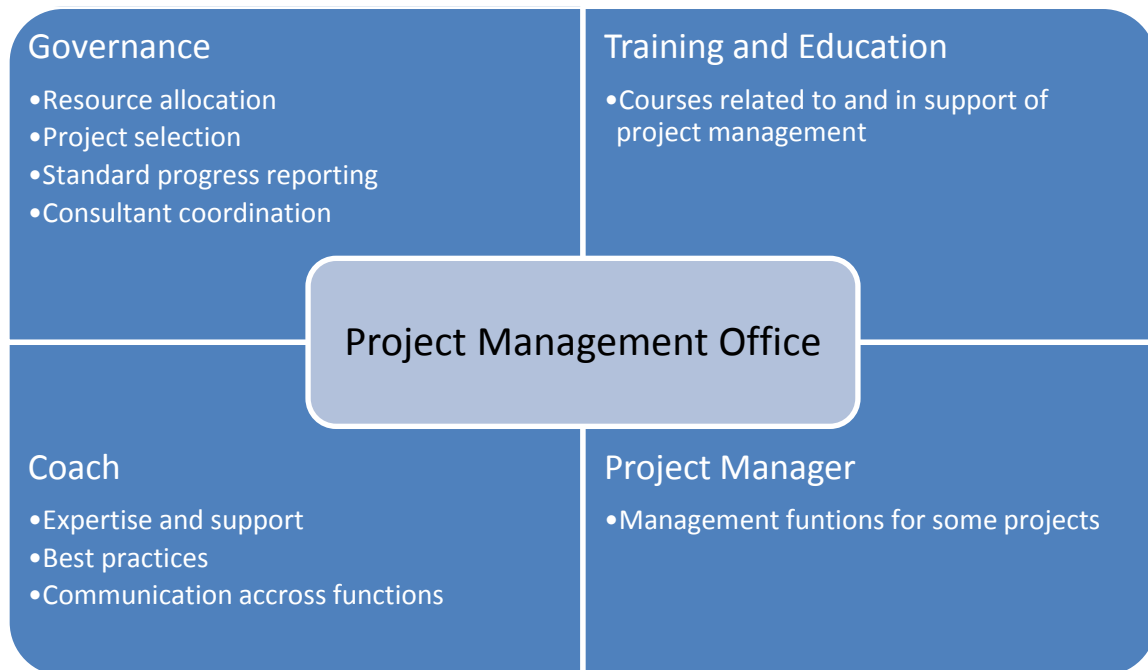 Governance
•Resource allocation
•Project selection
•Standard progress reporting
•Consultant coordination
Training and Education
•Courses related to and in support of
project management
Project Management Office
Coach
•Expertise and support
•Best practices
•Communication accross functions
Project Manager
•Management funtions for some projects